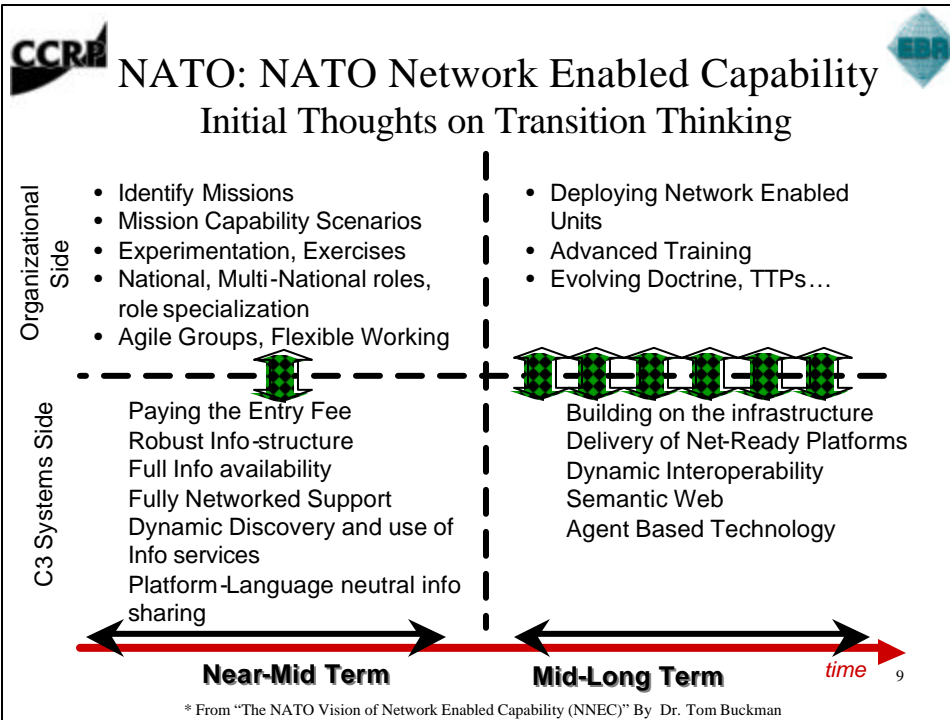 CCRP
EBR
NATO: NATO Network Enabled Capability
Initial Thoughts on Transition Thinking
Organizational
Side
• Identify Missions
• Mission Capability Scenarios
• Experimentation, Exercises
• National, Multi-National roles,
role specialization
• Agile Groups, Flexible Working
• Deploying Network Enabled
Units
• Advanced Training
• Evolving Doctrine, TTPs…
C3 Systems Side
Paying the Entry Fee
Robust Info-structure
Full Info availability
Fully Networked Support
Dynamic Discovery and use of
Info services
Platform-Language neutral info
sharing
Building on the infrastructure
Delivery of Net-Ready Platforms
Dynamic Interoperability
Semantic Web
Agent Based Technology
Near-Mid Term
Mid-Long Term
time
9
* From "The NATO Vision of Network Enabled Capability (NNEC)" By Dr. Tom Buckman